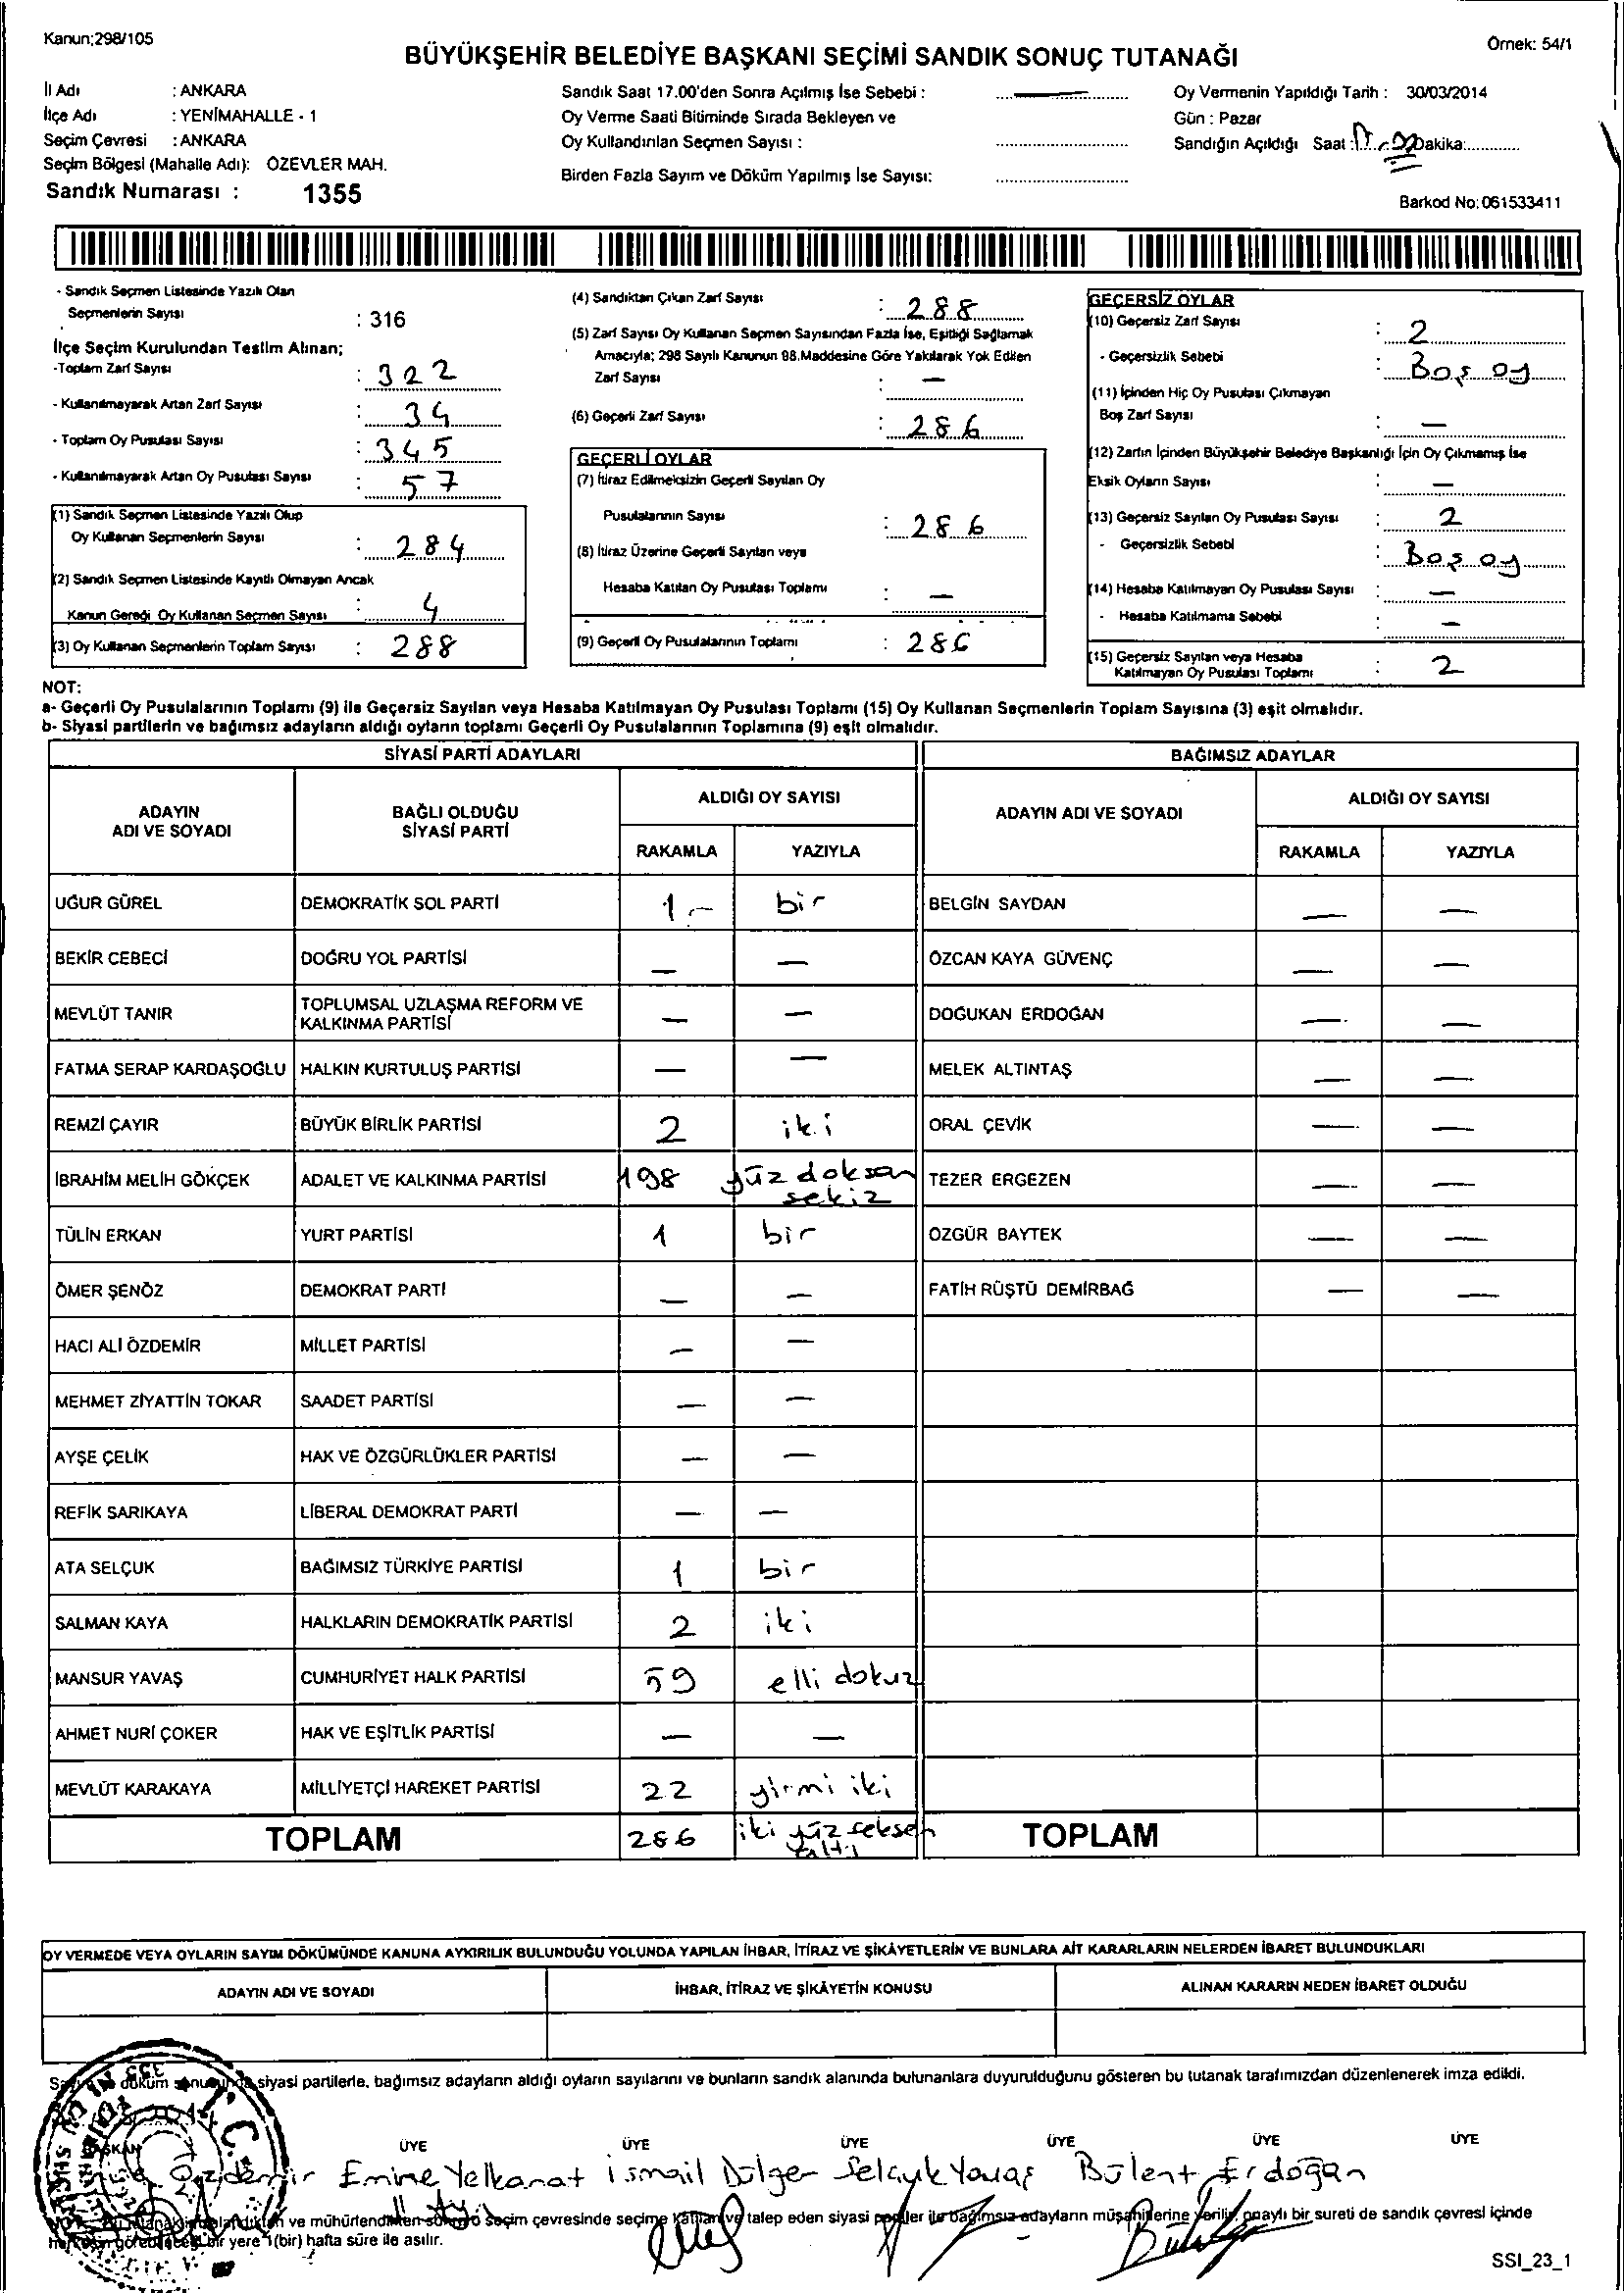 Kanun;298/105
Örnek: 54/1
BÜYÜKŞEHİR BELEDİYE BAŞKANI SEÇİMİ SANDIK SONUÇ TUTANAĞI
İl Adı : ANKARA
İlçe Adı : YENİMAHALLE - 1
Seçim Çevresi : ANKARA
Seçim Bölgesi (Mahalle Adı): ÖZEVLER MAH.
Sandık Numarası : 1355
Sandık Saat 17.00'den Sonra Açılmış İse Sebebi : —
Oy Verme Saati Bitiminde Sırada Bekleyen ve
Oy Kullandırılan Seçmen Sayısı :
Birden Fazla Sayım ve Döküm Yapılmış İse Sayısı:
Oy Vermenin Yapıldığı Tarih : 30/03/2014
Gün : Pazar
Sandığın Açıldığı Saat : Dakika:
Barkod No:061533411
- Sandık Seçmen Listesinde Yazılı Olan
Seçmenlerin Sayısı : 316
İlçe Seçim Kurulundan Teslim Alınan;
-Toplam Zarf Sayısı : 322
- Kullanılmayarak Artan Zarf Sayısı : 34
- Toplam Oy Pusulası Sayısı : 345
- Kullanılmayarak Artan Oy Pusulası Sayısı : 57
(1) Sandık Seçmen Listesinde Yazılı Olup
Oy Kullanan Seçmenlerin Sayısı : 284
(2) Sandık Seçmen Listesinde Kayıtlı Olmayan Ancak
Kanun Gereği Oy Kullanan Seçmen Sayısı : 4
(3) Oy Kullanan Seçmenlerin Toplam Sayısı : 288
(4) Sandıktan Çıkan Zarf Sayısı : 288
(5) Zarf Sayısı Oy Kullanan Seçmen Sayısından Fazla İse, Eşitliği Sağlamak
Amacıyla; 298 Sayılı Kanunun 98.Maddesine Göre Yakılarak Yok Edilen
Zarf Sayısı : —
(6) Geçerli Zarf Sayısı : 286
GEÇERLİ OYLAR
(7) İtiraz Edilmeksizin Geçerli Sayılan Oy
Pusulalarının Sayısı : 286
(8) İtiraz Üzerine Geçerli Sayılan veya
Hesaba Katılan Oy Pusulası Toplamı : —
(9) Geçerli Oy Pusulalarının Toplamı : 286
GEÇERSİZ OYLAR
(10) Geçersiz Zarf Sayısı : 2
- Geçersizlik Sebebi : Boş oy
(11) İçinden Hiç Oy Pusulası Çıkmayan
Boş Zarf Sayısı : —
(12) Zarfın İçinden Büyükşehir Belediye Başkanlığı İçin Oy Çıkmamış İse
Eksik Oyların Sayısı : —
(13) Geçersiz Sayılan Oy Pusulası Sayısı : 2
- Geçersizlik Sebebi : Boş oy
(14) Hesaba Katılmayan Oy Pusulası Sayısı : —
- Hesaba Katılmama Sebebi : —
(15) Geçersiz Sayılan veya Hesaba
Katılmayan Oy Pusulası Toplamı : 2
NOT:
a- Geçerli Oy Pusulalarının Toplamı (9) ile Geçersiz Sayılan veya Hesaba Katılmayan Oy Pusulası Toplamı (15) Oy Kullanan Seçmenlerin Toplam Sayısına (3) eşit olmalıdır.
b- Siyasi partilerin ve bağımsız adayların aldığı oyların toplamı Geçerli Oy Pusulalarının Toplamına (9) eşit olmalıdır.
SİYASİ PARTİ ADAYLARI BAĞIMSIZ ADAYLAR
ADAYIN ADI VE SOYADI BAĞLI OLDUĞU SİYASİ PARTİ ALDIĞI OY SAYISI ADAYIN ADI VE SOYADI ALDIĞI OY SAYISI
RAKAMLA YAZIYLA RAKAMLA YAZIYLA
UĞUR GÜREL DEMOKRATİK SOL PARTİ 1- bir BELGİN SAYDAN — —
BEKİR CEBECİ DOĞRU YOL PARTİSİ — — ÖZCAN KAYA GÜVENÇ — —
MEVLÜT TANIR TOPLUMSAL UZLAŞMA REFORM VE KALKINMA PARTİSİ — — DOĞUKAN ERDOĞAN — —
FATMA SERAP KARDAŞOĞLU HALKIN KURTULUŞ PARTİSİ — — MELEK ALTINTAŞ — —
REMZİ ÇAYIR BÜYÜK BİRLİK PARTİSİ 2 iki ORAL ÇEVİK — —
İBRAHİM MELİH GÖKÇEK ADALET VE KALKINMA PARTİSİ 198 yüz doksan sekiz TEZER ERGEZEN — —
TÜLİN ERKAN YURT PARTİSİ 1 bir ÖZGÜR BAYTEK — —
ÖMER ŞENÖZ DEMOKRAT PARTİ — — FATİH RÜŞTÜ DEMİRBAĞ — —
HACI ALİ ÖZDEMİR MİLLET PARTİSİ — —
MEHMET ZİYATTİN TOKAR SAADET PARTİSİ — —
AYŞE ÇELİK HAK VE ÖZGÜRLÜKLER PARTİSİ — —
REFİK SARIKAYA LİBERAL DEMOKRAT PARTİ — —
ATA SELÇUK BAĞIMSIZ TÜRKİYE PARTİSİ 1 bir
SALMAN KAYA HALKLARIN DEMOKRATİK PARTİSİ 2 iki
MANSUR YAVAŞ CUMHURİYET HALK PARTİSİ 59 elli dokuz
AHMET NURİ ÇOKER HAK VE EŞİTLİK PARTİSİ — —
MEVLÜT KARAKAYA MİLLİYETÇİ HAREKET PARTİSİ 22 yirmi iki
TOPLAM 286 iki yüz seksen altı TOPLAM
OY VERMEDE VEYA OYLARIN SAYIM DÖKÜMÜNDE KANUNA AYKIRILIK BULUNDUĞU YOLUNDA YAPILAN İHBAR, İTİRAZ VE ŞİKÂYETLERİN VE BUNLARA AİT KARARLARIN NELERDEN İBARET BULUNDUKLARI
ADAYIN ADI VE SOYADI İHBAR, İTİRAZ VE ŞİKÂYETİN KONUSU ALINAN KARARIN NEDEN İBARET OLDUĞU
döküm sonucunda siyasi partilerle, bağımsız adayların aldığı oyların sayılarını ve bunların sandık alanında bulunanlara duyurulduğunu gösteren bu tutanak tarafımızdan düzenlenerek imza edildi.
BAŞKAN ÜYE ÜYE ÜYE ÜYE ÜYE ÜYE
Özdemir Emine Yelkanat ismail Dülger Selçuk Yavaş Bülent Erdoğan
ve mühürlendikten seçim çevresinde seçime katılan ve talep eden siyasi partiler ile bağımsız adayların müşahitlerine verilir, onaylı bir sureti de sandık çevresi içinde
bir yere 1(bir) hafta süre ile asılır.
SSI_23_1